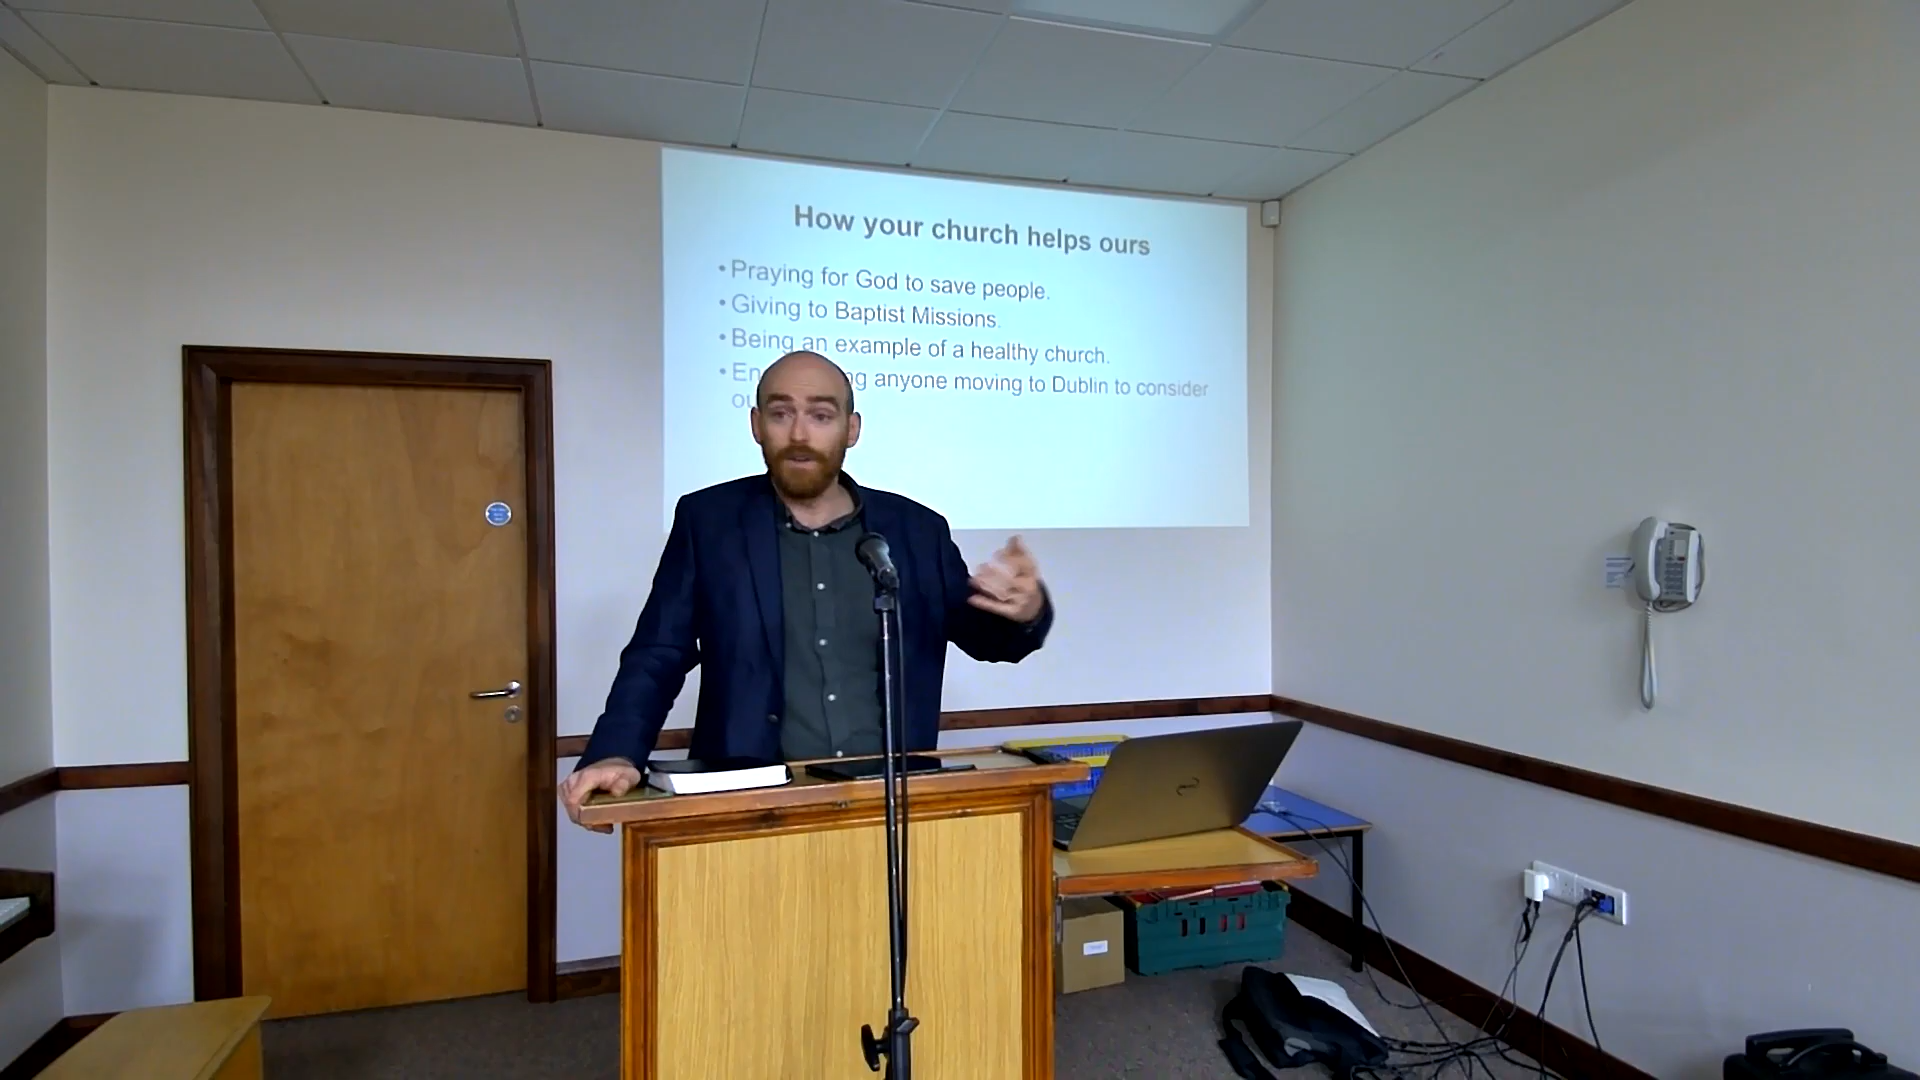 How your church helps ours
• Praying for God to save people.
• Giving to Baptist Missions.
• Being an example of a healthy church.
• anyone moving to Dublin to consider
DELL